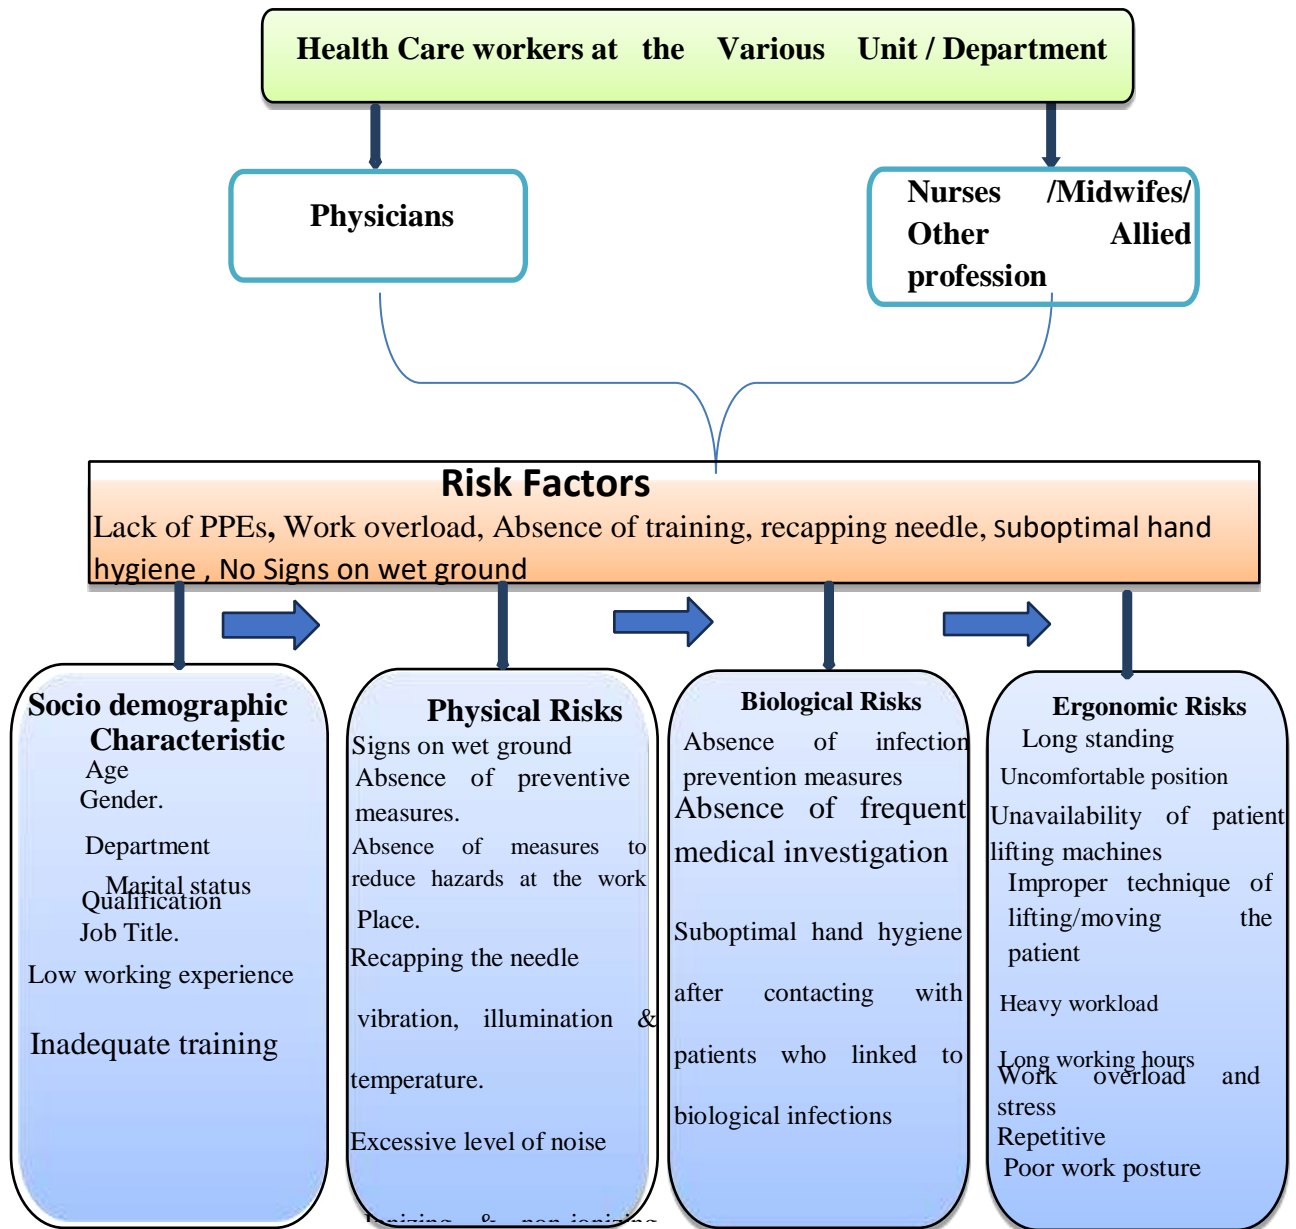 Health Care workers at the Various Unit / Department
Physicians
Nurses /Midwifes/
Other Allied
profession
Risk Factors
Lack of PPEs, Work overload, Absence of training, recapping needle, suboptimal hand
hygiene , No Signs on wet ground
Socio demographic
Characteristic
Age
Gender.
Department
Marital status
Qualification
Job Title.
Low working experience
Inadequate training
Physical Risks
Signs on wet ground
Absence of preventive
measures.
Absence of measures to
reduce hazards at the work
Place.
Recapping the needle
vibration, illumination &
temperature.
Excessive level of noise
Ionizing & non-ionizing
Biological Risks
Absence of infection
prevention measures
Absence of frequent
medical investigation
Suboptimal hand hygiene
after contacting with
patients who linked to
biological infections
Ergonomic Risks
Long standing
Uncomfortable position
Unavailability of patient
lifting machines
Improper technique of
lifting/moving the
patient
Heavy workload
Long working hours
Work overload and
stress
Repetitive
Poor work posture